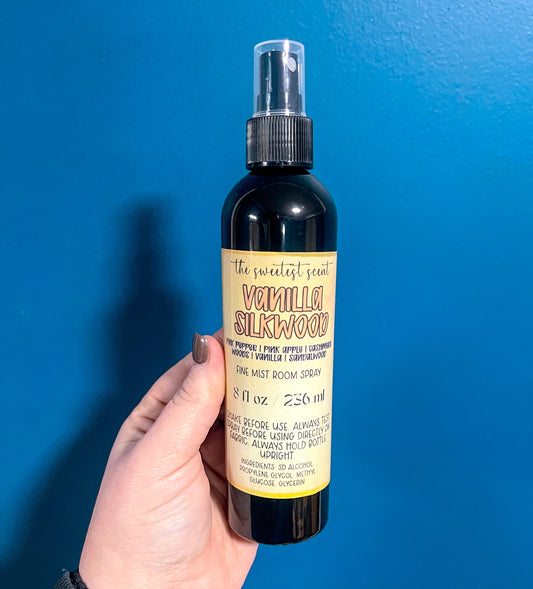 the sweetest scent
VANILLA
SILKWOOD
PINK PEPPER | PINK APPLE | CASHMERE
WOODS | VANILLA | SANDALWOOD
FINE MIST ROOM SPRAY
8 fl oz / 236 ml
SHAKE BEFORE USE. ALWAYS TEST
SPRAY BEFORE USING DIRECTLY ON
FABRIC. ALWAYS HOLD BOTTLE
UPRIGHT.
INGREDIENTS: SD ALCOHOL,
PROPYLENE GLYCOL, METHYL
GLUCOSE, GLYCERIN